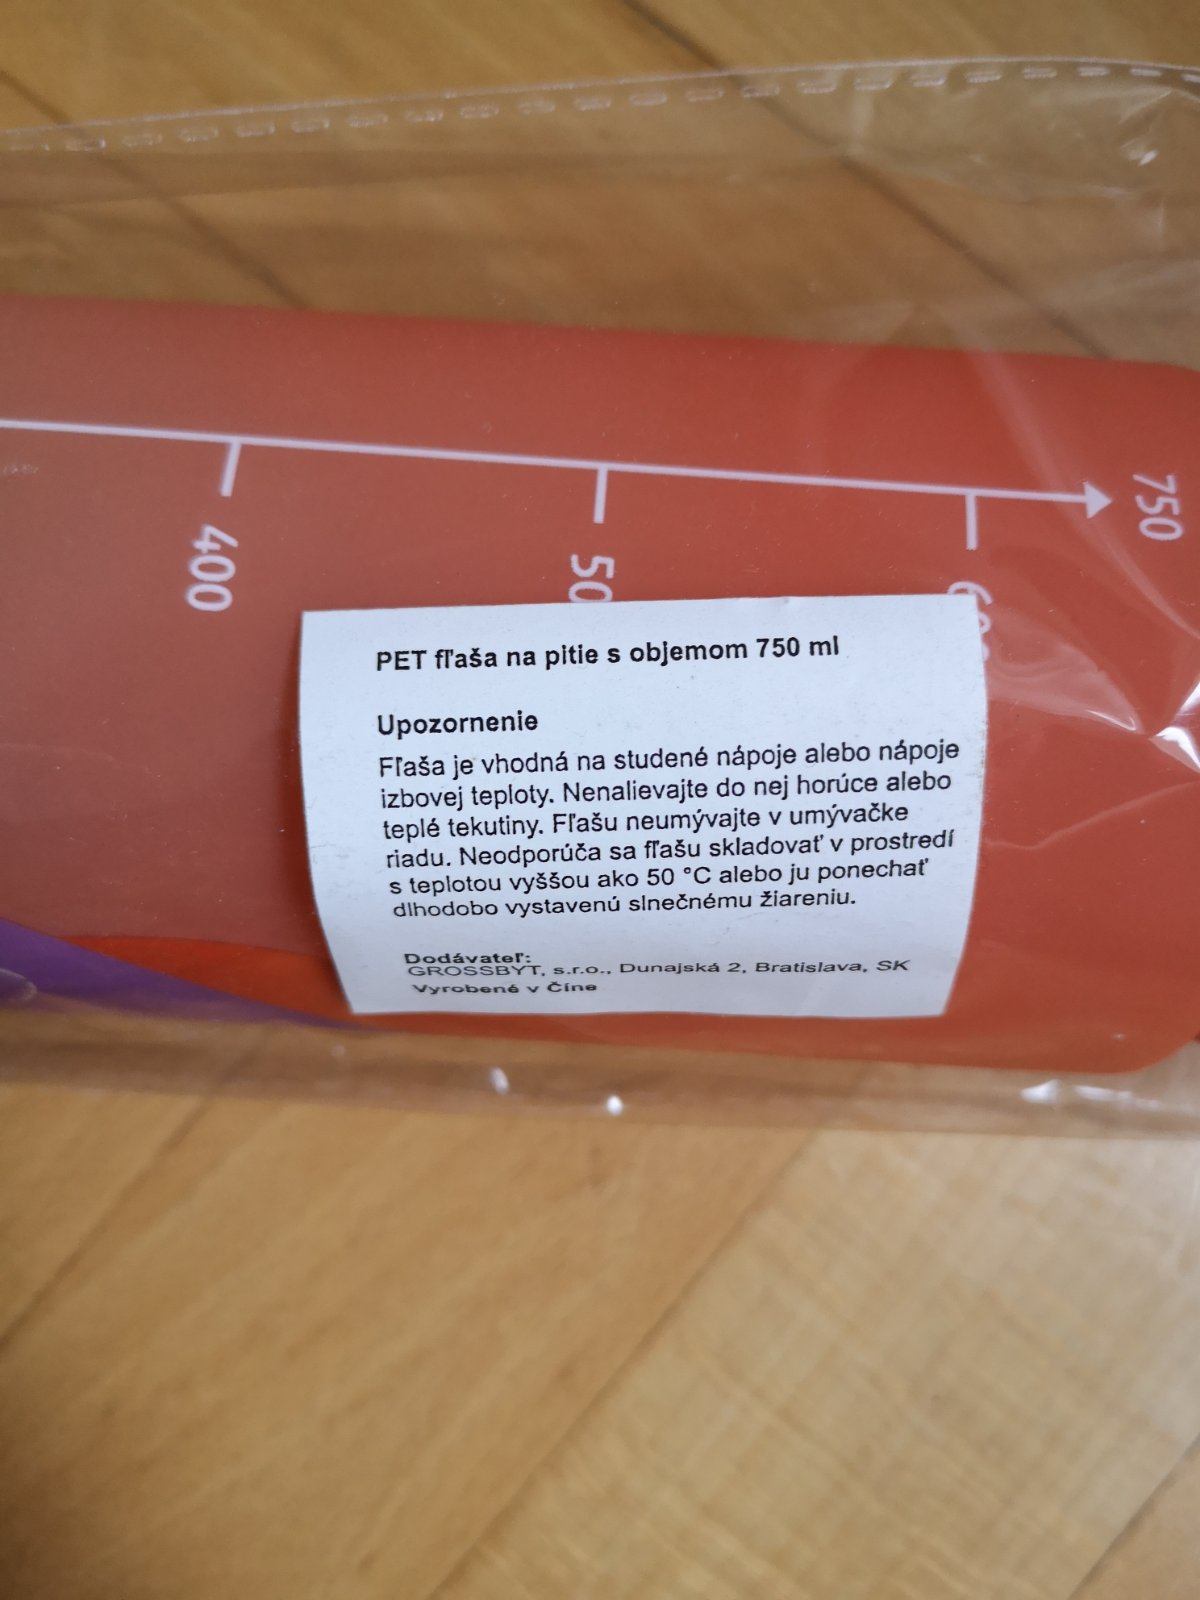 750
400
PET fľaša na pitie s objemom 750 ml
Upozornenie
Fľaša je vhodná na studené nápoje alebo nápoje
izbovej teploty. Nenalievajte do nej horúce alebo
teplé tekutiny. Fľašu neumývajte v umývačke
riadu. Neodporúča sa fľašu skladovať v prostredí
s teplotou vyššou ako 50 °C alebo ju ponechať
dlhodobo vystavenú slnečnému žiareniu.
Dodávateľ:
GROSSBYT, s.r.o., Dunajská 2, Bratislava, SK
Vyrobené v Číne